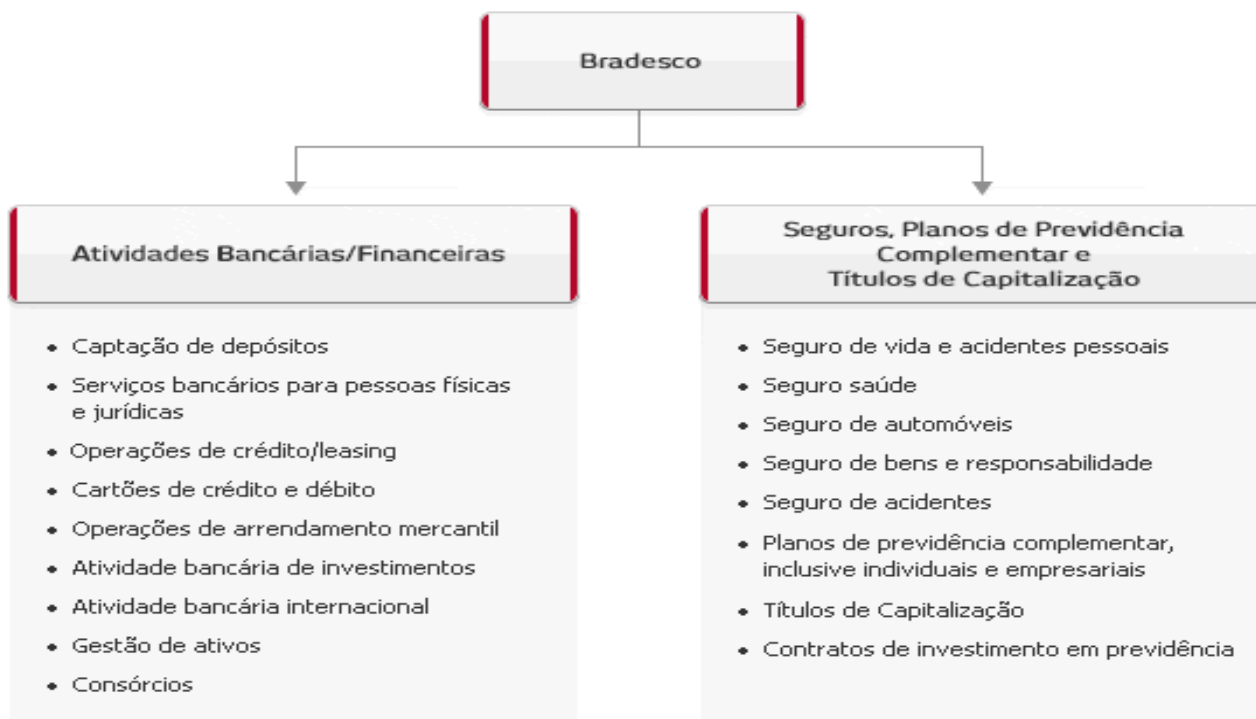 Bradesco
Atividades Bancárias/Financeiras
• Captação de depósitos
• Serviços bancários para pessoas físicas
e jurídicas
• Operações de crédito/leasing
• Cartões de crédito e débito
• Operações de arrendamento mercantil
• Atividade bancária de investimentos
• Atividade bancária internacional
• Gestão de ativos
• Consórcios
Seguros, Planos de Previdência
Complementar e
Títulos de Capitalização
• Seguro de vida e acidentes pessoais
• Seguro saúde
• Seguro de automóveis
• Seguro de bens e responsabilidade
• Seguro de acidentes
• Planos de previdência complementar,
inclusive individuais e empresariais
• Títulos de Capitalização
• Contratos de investimento em previdência